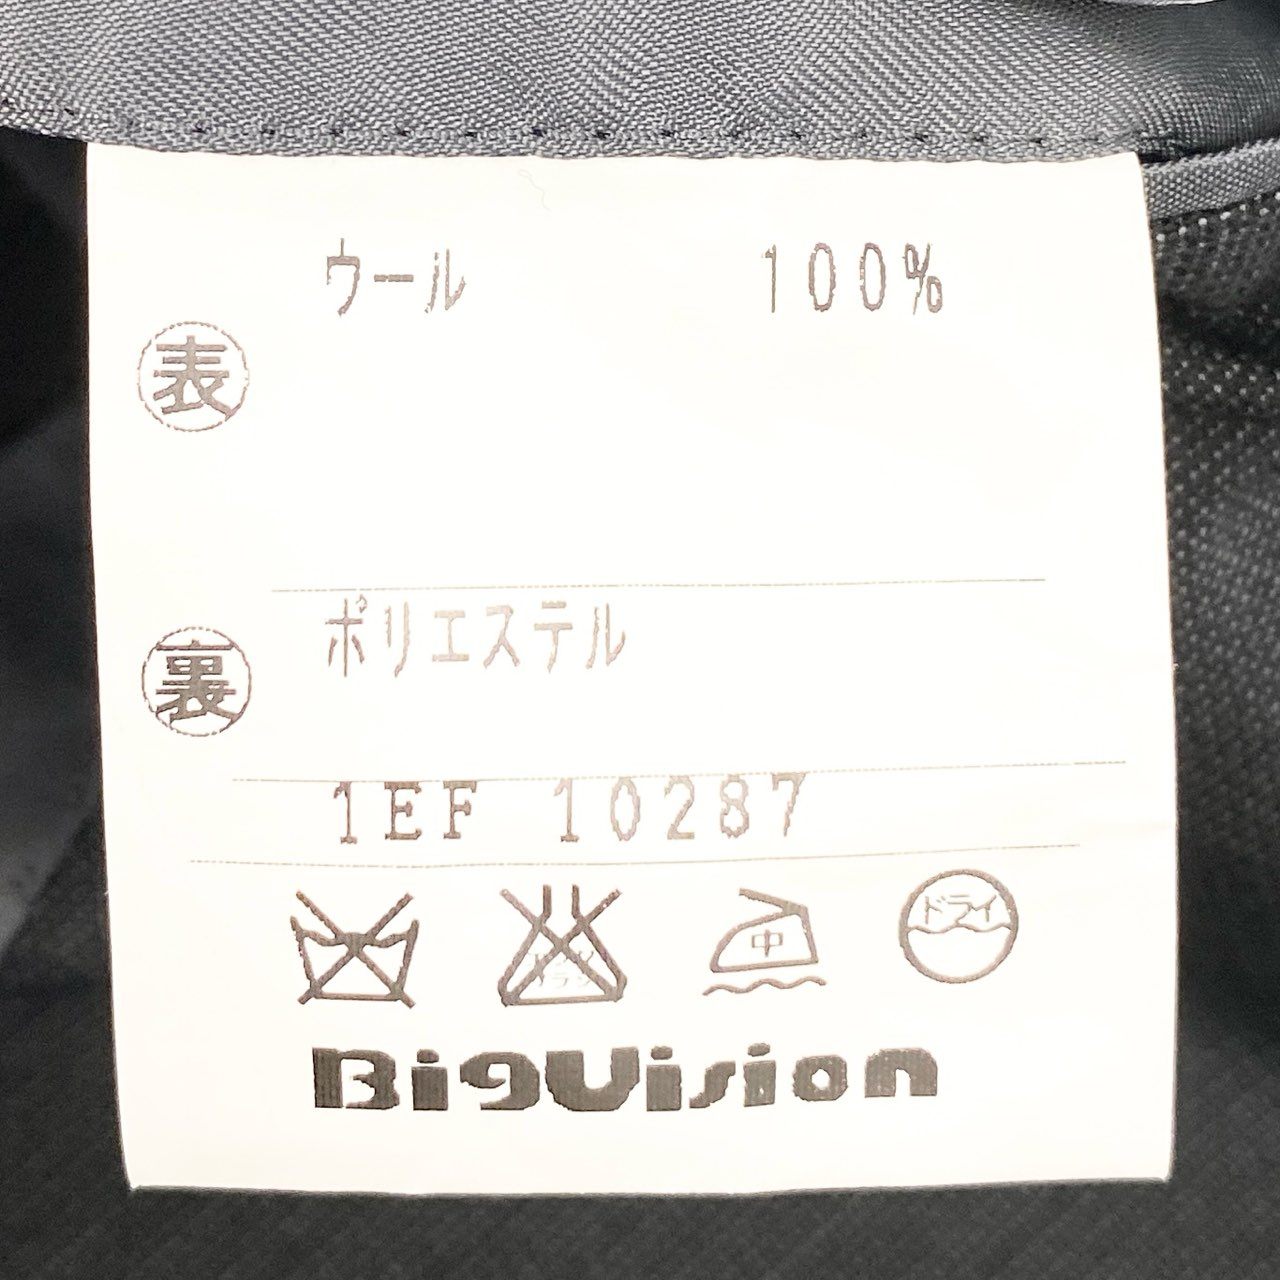 ウール 100%
表
ポリエステル
裏
1EF 10287
中 ドライ
BigVision